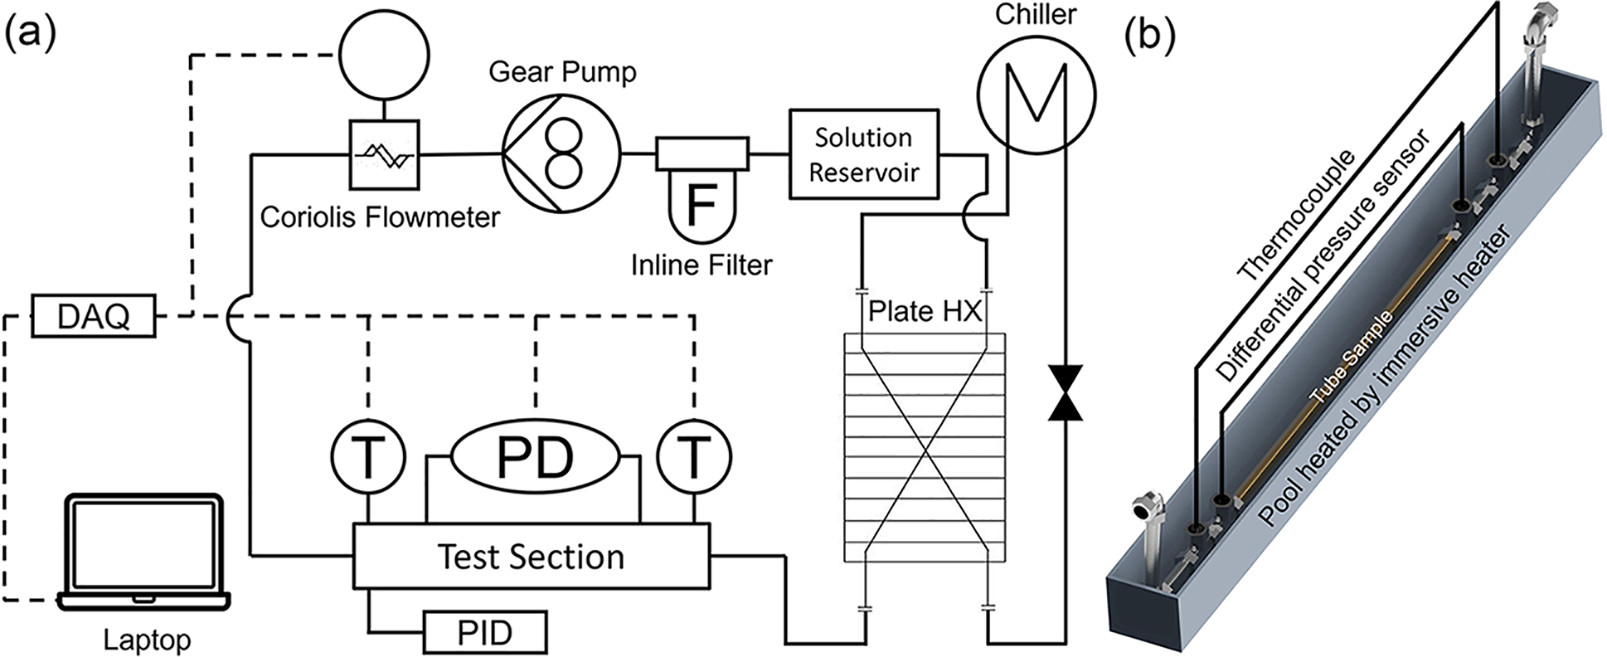 (a)
Chiller
(b)
Gear Pump
Solution
Reservoir
F
Coriolis Flowmeter
Inline Filter
DAQ
Plate HX
T
PD
T
Test Section
PID
Laptop
Thermocouple
Differential pressure sensor
Tube Sample
Pool heated by immersive heater